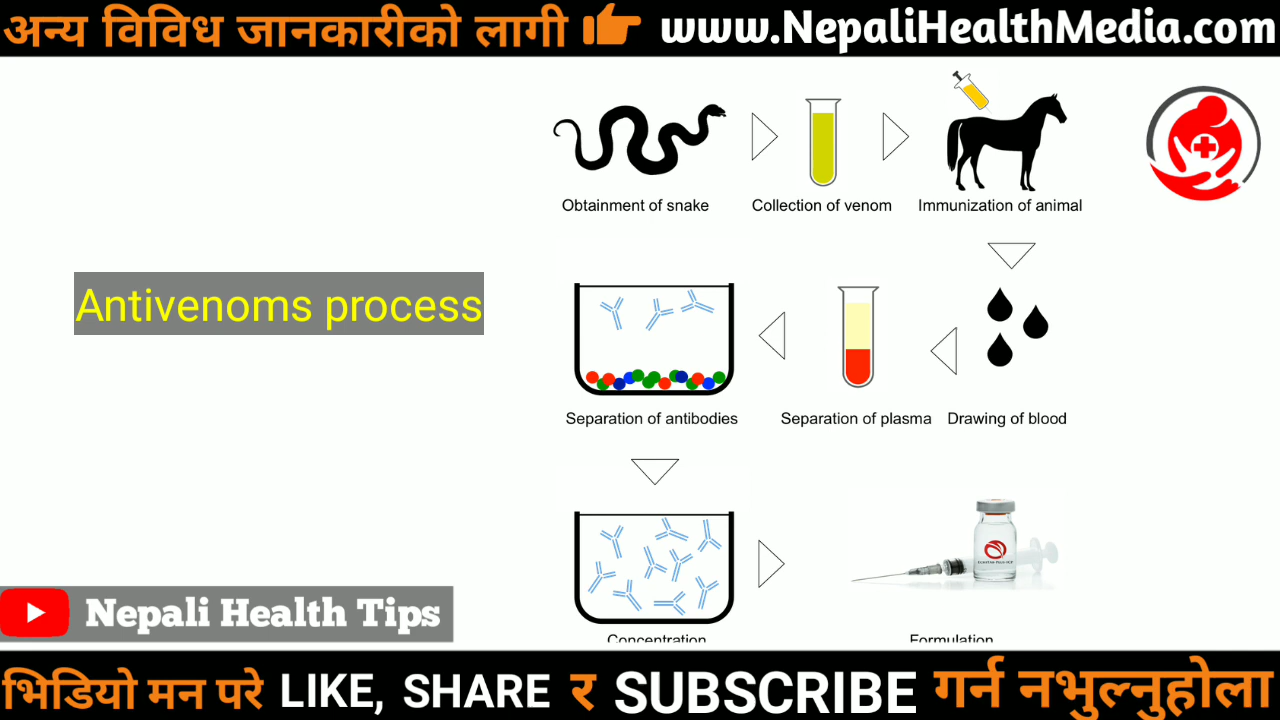 अन्य विविध जानकारीको लागी www.NepaliHealthMedia.com
Obtainment of snake
Collection of venom
Immunization of animal
Antivenoms process
Separation of antibodies
Separation of plasma
Drawing of blood
Nepali Health Tips
Concentration
Formulation
भिडियो मन परे LIKE, SHARE र SUBSCRIBE गर्न नभुल्नुहोला